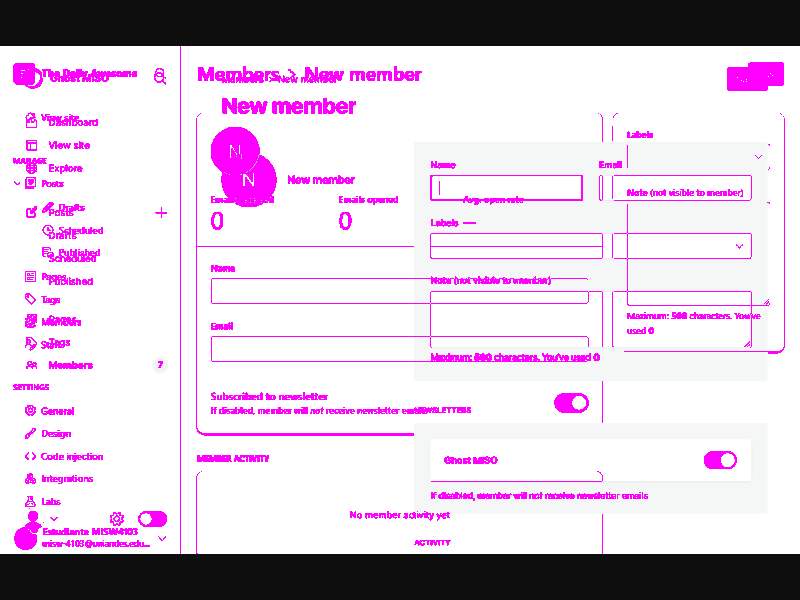 The Daily Awesome
Ghost MISO
View site
Dashboard
View site
MANAGE
Explore
Posts
Drafts
Posts
Scheduled
Drafts
Published
Scheduled
Published
Pages
Tags
Members
Pages
Tags
Members
7
SETTINGS
General
Design
Code injection
Integrations
Labs
Estudiante MISW4103
misw-4103@uniandes.edu...
Members > New member
Members > New member
New member
N
N
New member
Emails opened
Avg. open rate
0
0
Name
Email
Subscribed to newsletter
If disabled, member will not receive newsletter emails
MEMBER ACTIVITY
No member activity yet
Name
Email
Labels
Note (not visible to member)
Maximum: 500 characters. You've used 0
NEWSLETTERS
Ghost MISO
If disabled, member will not receive newsletter emails
ACTIVITY
Labels
Note (not visible to member)
Maximum: 500 characters. You've
used 0